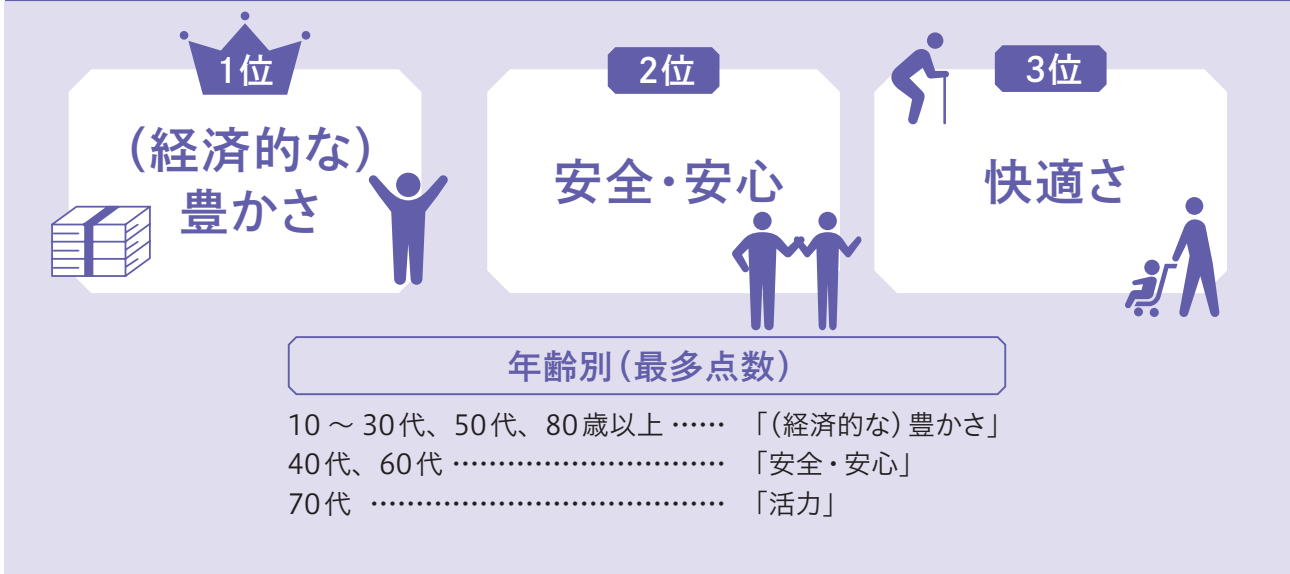 1位
（経済的な）
豊かさ
2位
安全・安心
3位
快適さ
年齢別（最多点数）
10 ～ 30代、50代、80歳以上 …… 「（経済的な）豊かさ」
40代、60代 ………………………… 「安全・安心」
70代 ………………………………… 「活力」